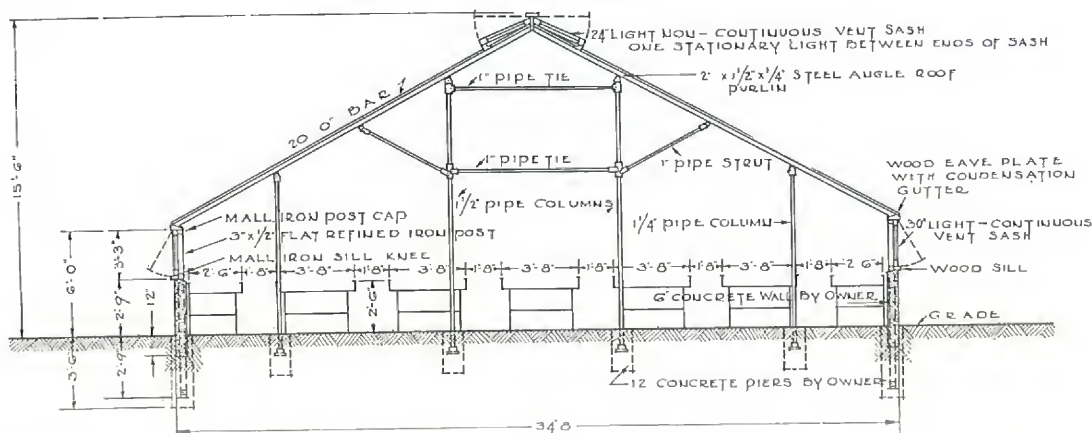 24" LIGHT NON-CONTINUOUS VENT SASH
ONE STATIONARY LIGHT BETWEEN ENDS OF SASH
1" PIPE TIE
2" x 1 1/2" x 1/4" STEEL ANGLE ROOF
PURLIN
20'0" BAR
15'-6"
1" PIPE TIE
1" PIPE STRUT
WOOD EAVE PLATE
WITH CONDENSATION
GUTTER
1 1/2" PIPE COLUMNS
1 1/4" PIPE COLUMN
MALL IRON POST CAP
3" x 1/2" FLAT REFINED IRON POST
MALL IRON SILL KNEE
30" LIGHT-CONTINUOUS
VENT SASH
6'-0"
3'-3"
2'-6" 1'-8" 3'-8" 1'-8" 3'-8" 1'-8" 3'-8" 1'-8" 3'-8" 1'-8" 3'-8" 1'-8" 2'-6"
WOOD SILL
2'-9"
12"
2'-6"
6" CONCRETE WALL BY OWNER
GRADE
3'-6"
2'-9"
12 CONCRETE PIERS BY OWNER
34'8